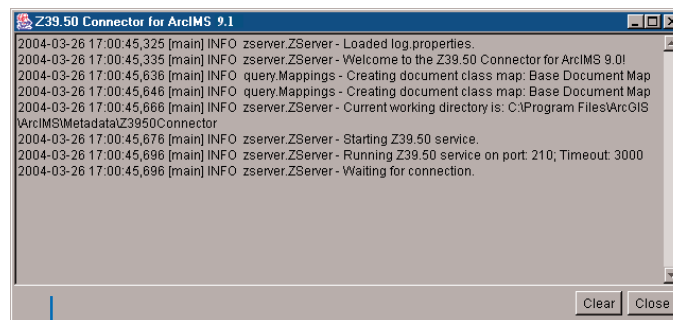 Z39.50 Connector for ArcIMS 9.1
2004-03-26 17:00:45,325 [main] INFO zserver.ZServer - Loaded log.properties.
2004-03-26 17:00:45,335 [main] INFO zserver.ZServer - Welcome to the Z39.50 Connector for ArcIMS 9.0!
2004-03-26 17:00:45,636 [main] INFO query.Mappings - Creating document class map: Base Document Map
2004-03-26 17:00:45,646 [main] INFO query.Mappings - Creating document class map: Base Document Map
2004-03-26 17:00:45,666 [main] INFO zserver.ZServer - Current working directory is: C:\Program Files\ArcGIS
\ArcIMS\Metadata\Z3950Connector
2004-03-26 17:00:45,676 [main] INFO zserver.ZServer - Starting Z39.50 service.
2004-03-26 17:00:45,696 [main] INFO zserver.ZServer - Running Z39.50 service on port: 210; Timeout: 3000
2004-03-26 17:00:45,696 [main] INFO zserver.ZServer - Waiting for connection.
Clear Close